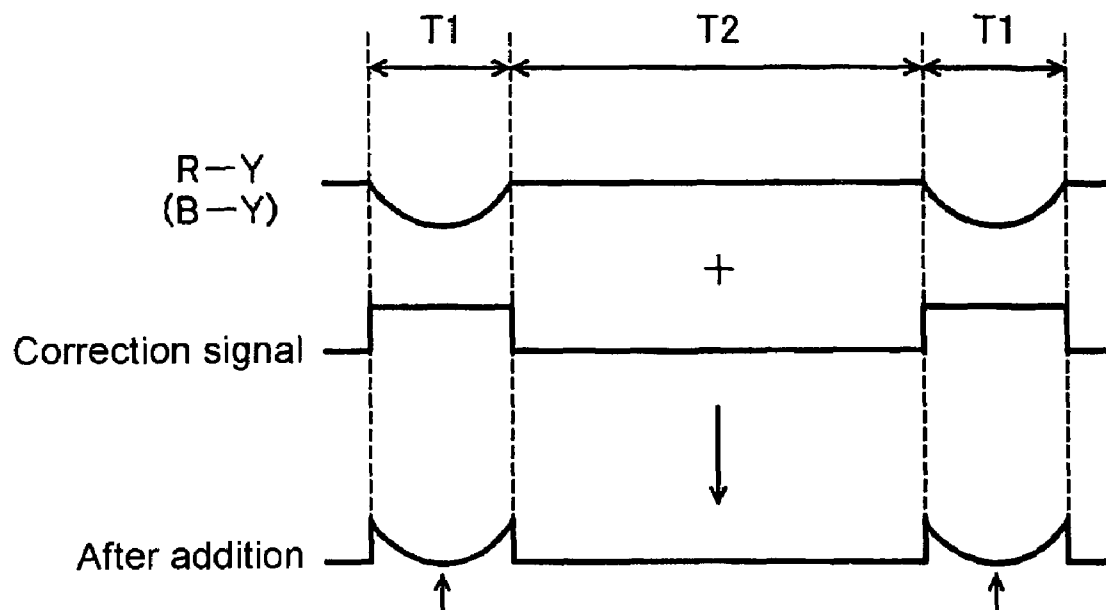 T1 T2 T1
R−Y
(B−Y)
+
Correction signal
After addition